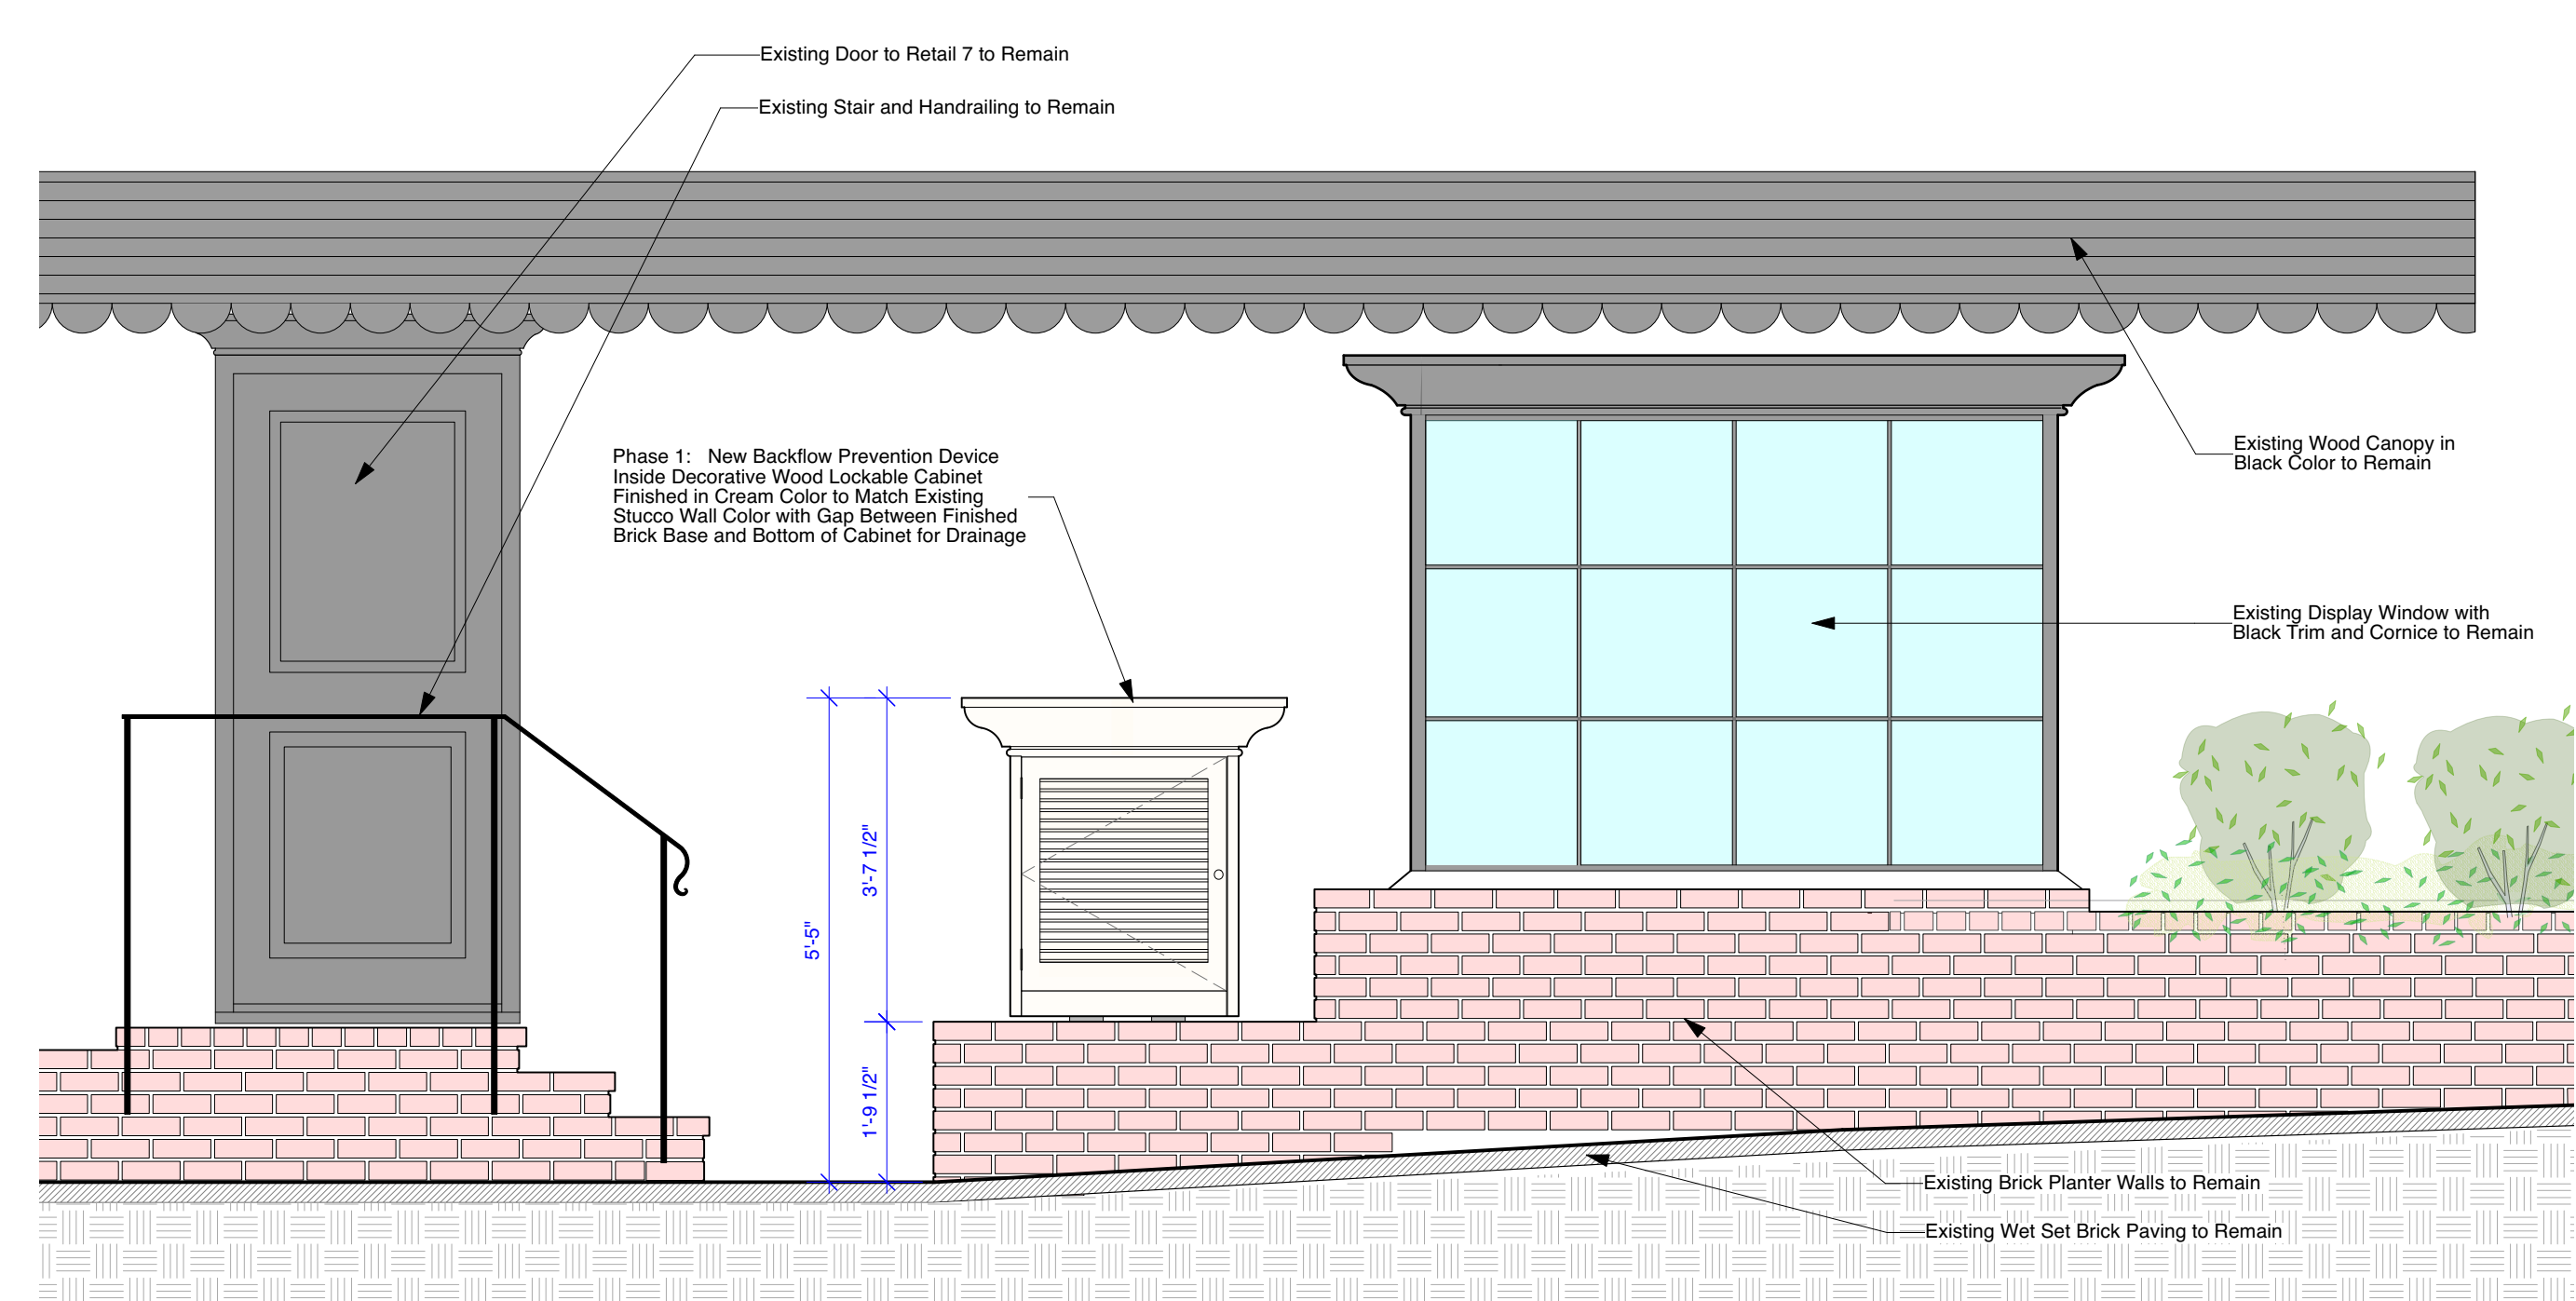 Existing Door to Retail 7 to Remain
Existing Stair and Handrailing to Remain
Phase 1:   New Backflow Prevention Device
Inside Decorative Wood Lockable Cabinet
Finished in Cream Color to Match Existing
Stucco Wall Color with Gap Between Finished
Brick Base and Bottom of Cabinet for Drainage
Existing Wood Canopy in
Black Color to Remain
Existing Display Window with
Black Trim and Cornice to Remain
5'-5"
3'-7 1/2"
1'-9 1/2"
Existing Brick Planter Walls to Remain
Existing Wet Set Brick Paving to Remain